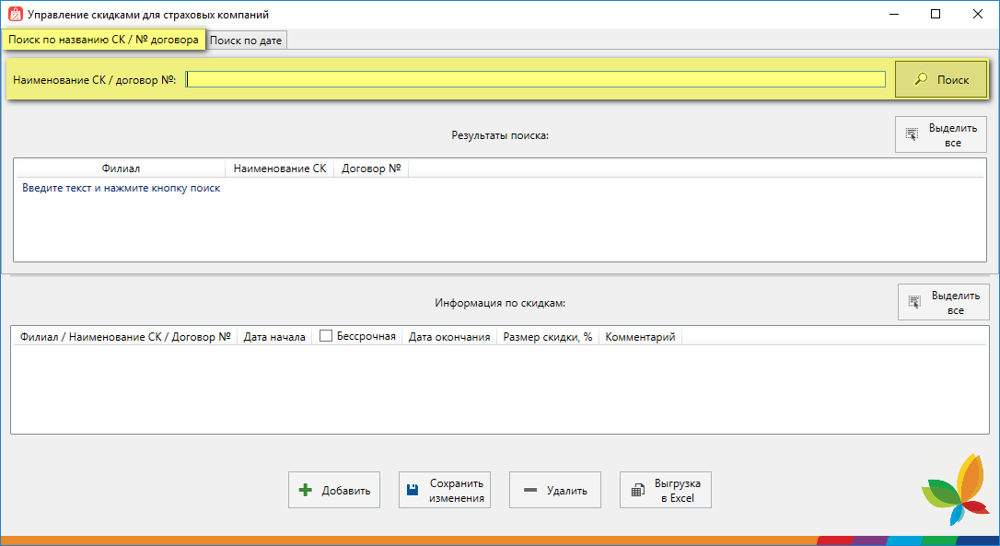 Управление скидками для страховых компаний
Поиск по названию СК / № договора Поиск по дате
Наименование СК / договор №: Поиск
Результаты поиска:
Выделить
все
Филиал Наименование СК Договор №
Введите текст и нажмите кнопку поиск
Информация по скидкам:
Выделить
все
Филиал / Наименование СК / Договор № Дата начала Бессрочная Дата окончания Размер скидки, % Комментарий
Добавить
Сохранить
изменения
Удалить
Выгрузка
в Excel